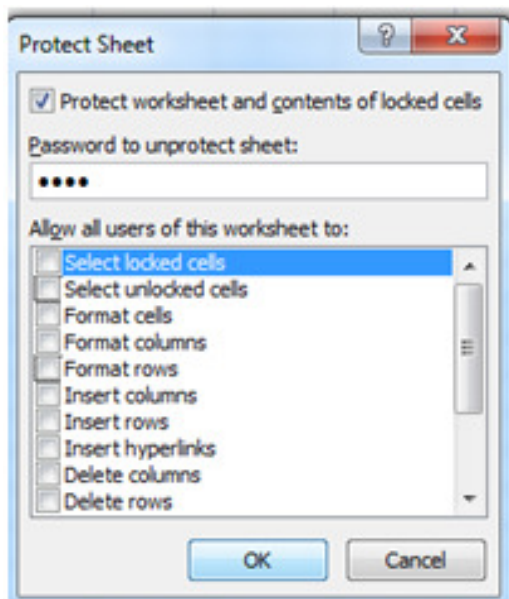 Protect Sheet
Protect worksheet and contents of locked cells
Password to unprotect sheet:
••••
Allow all users of this worksheet to:
Select locked cells
Select unlocked cells
Format cells
Format columns
Format rows
Insert columns
Insert rows
Insert hyperlinks
Delete columns
Delete rows
OK Cancel